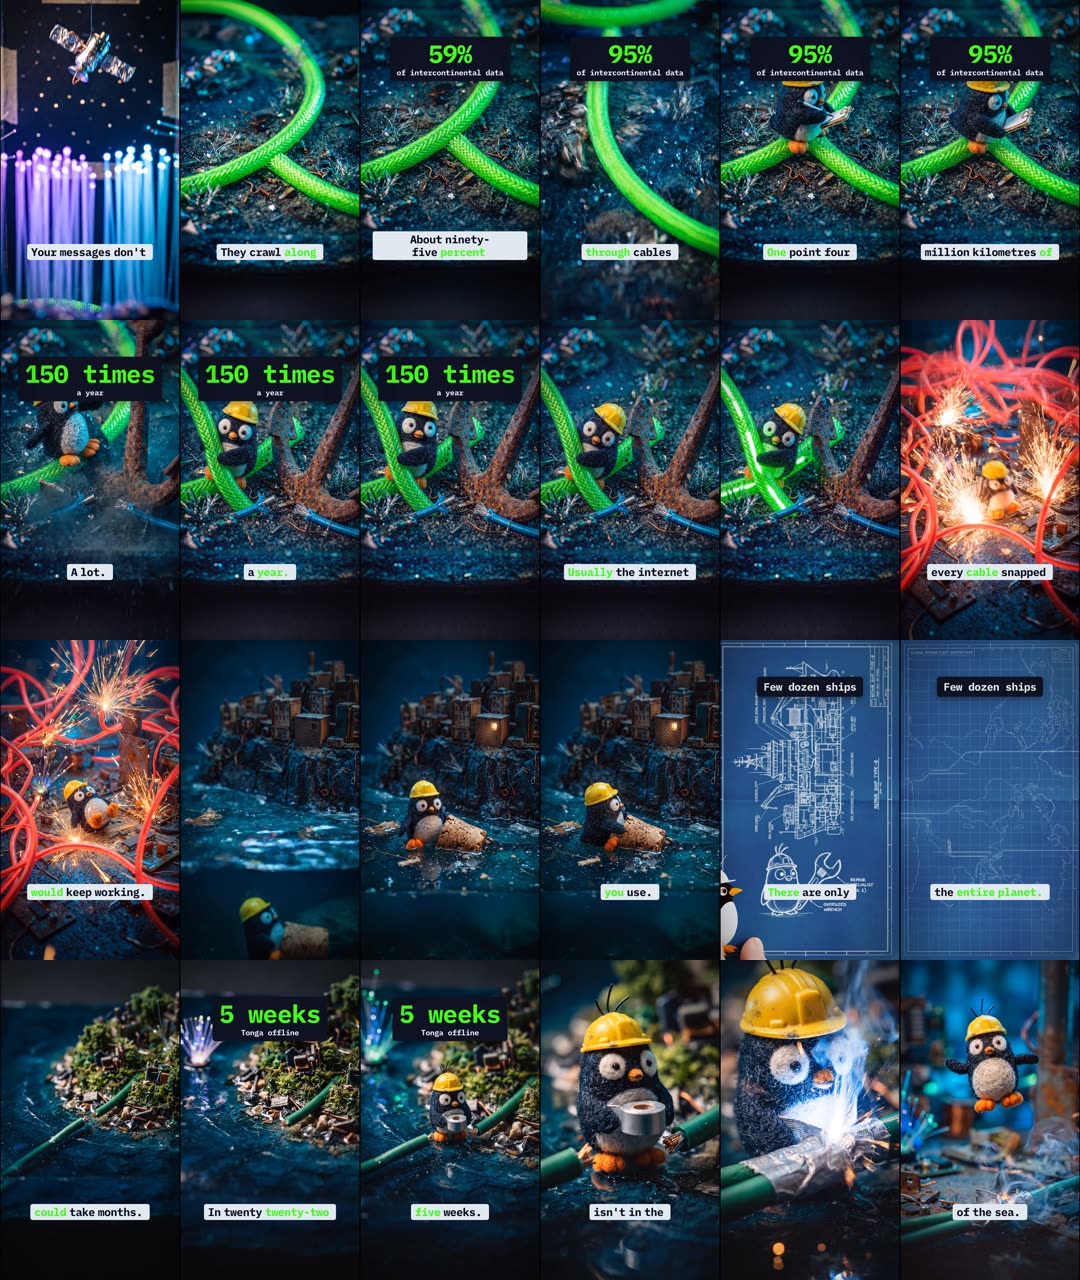 Your messages don't
They crawl along
59%
of intercontinental data
About ninety-
five percent
95%
of intercontinental data
through cables
95%
of intercontinental data
One point four
95%
of intercontinental data
million kilometres of
150 times
a year
A lot.
150 times
a year
a year.
150 times
a year
Usually the internet
every cable snapped
would keep working.
you use.
Few dozen ships
There are only
OVERSIZED
WRENCH
Few dozen ships
the entire planet.
could take months.
5 weeks
Tonga offline
In twenty twenty-two
5 weeks
Tonga offline
five weeks.
isn't in the
of the sea.